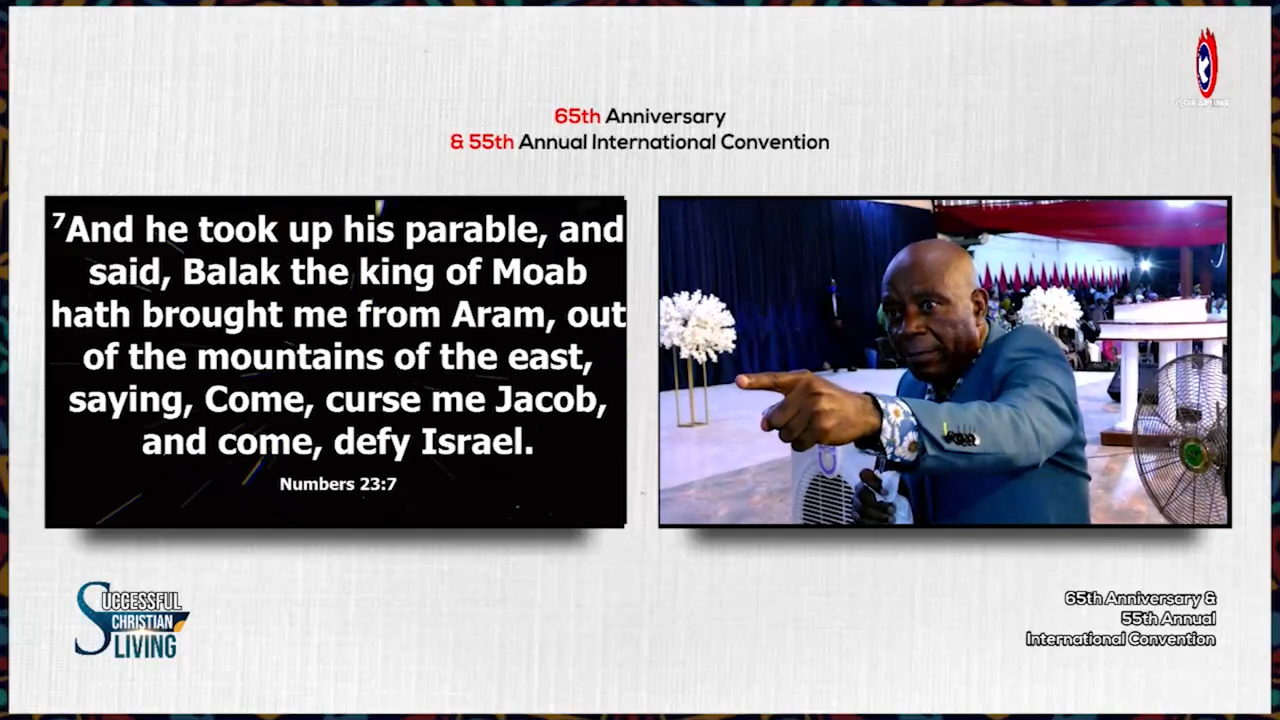 65th Anniversary
& 55th Annual International Convention
⁷And he took up his parable, and
said, Balak the king of Moab
hath brought me from Aram, out
of the mountains of the east,
saying, Come, curse me Jacob,
and come, defy Israel.
Numbers 23:7
SUCCESSFUL
CHRISTIAN
LIVING
65th Anniversary &
55th Annual
International Convention